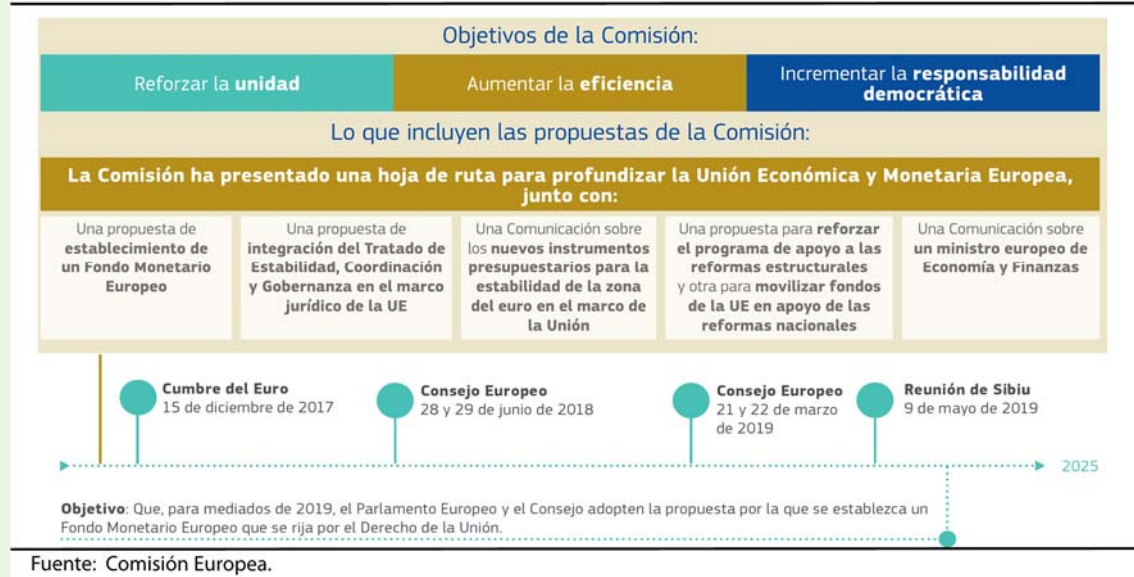 Objetivos de la Comisión:
Reforzar la unidad
Aumentar la eficiencia
Incrementar la responsabilidad
democrática
Lo que incluyen las propuestas de la Comisión:
La Comisión ha presentado una hoja de ruta para profundizar la Unión Económica y Monetaria Europea,
junto con:
Una propuesta de
establecimiento de
un Fondo Monetario
Europeo
Una propuesta de
integración del Tratado de
Estabilidad, Coordinación
y Gobernanza en el marco
jurídico de la UE
Una Comunicación sobre
los nuevos instrumentos
presupuestarios para la
estabilidad de la zona
del euro en el marco de
la Unión
Una propuesta para reforzar
el programa de apoyo a las
reformas estructurales
y otra para movilizar fondos
de la UE en apoyo de las
reformas nacionales
Una Comunicación sobre
un ministro europeo de
Economía y Finanzas
Cumbre del Euro
15 de diciembre de 2017
Consejo Europeo
28 y 29 de junio de 2018
Consejo Europeo
21 y 22 de marzo
de 2019
Reunión de Sibiu
9 de mayo de 2019
2025
Objetivo: Que, para mediados de 2019, el Parlamento Europeo y el Consejo adopten la propuesta por la que se establezca un
Fondo Monetario Europeo que se rija por el Derecho de la Unión.
Fuente: Comisión Europea.